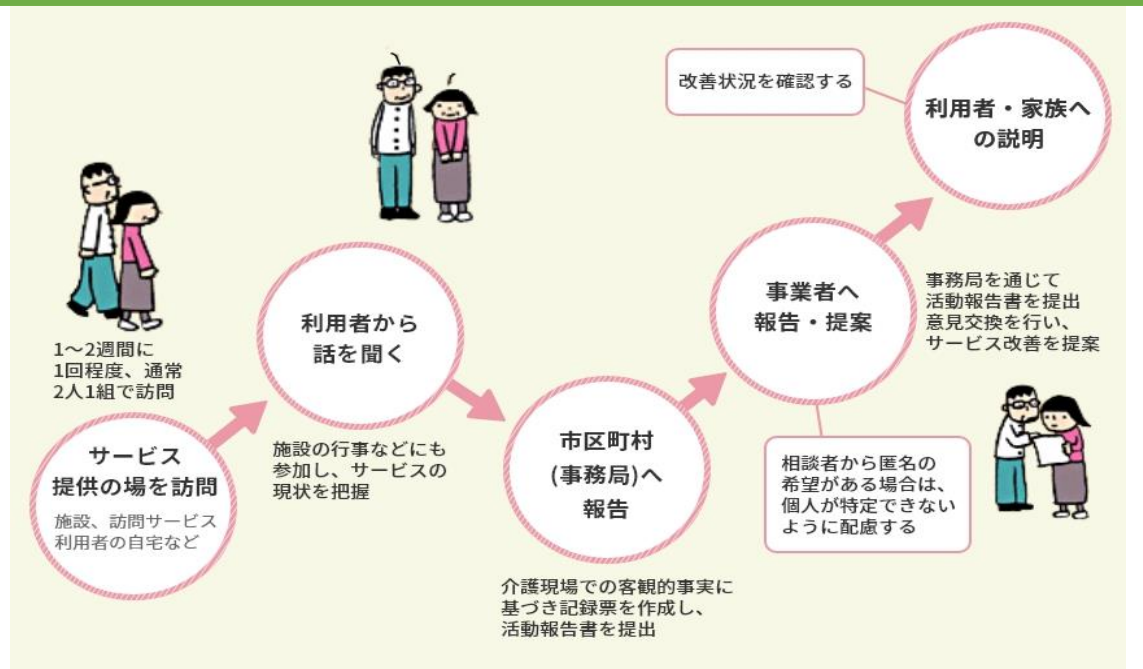 1～2週間に
1回程度、通常
2人1組で訪問
サービス
提供の場を訪問
施設、訪問サービス
利用者の自宅など
利用者から
話を聞く
施設の行事などにも
参加し、サービスの
現状を把握
市区町村
(事務局)へ
報告
介護現場での客観的事実に
基づき記録票を作成し、
活動報告書を提出
事業者へ
報告・提案
事務局を通じて
活動報告書を提出
意見交換を行い、
サービス改善を提案
相談者から匿名の
希望がある場合は、
個人が特定できない
ように配慮する
利用者・家族へ
の説明
改善状況を確認する